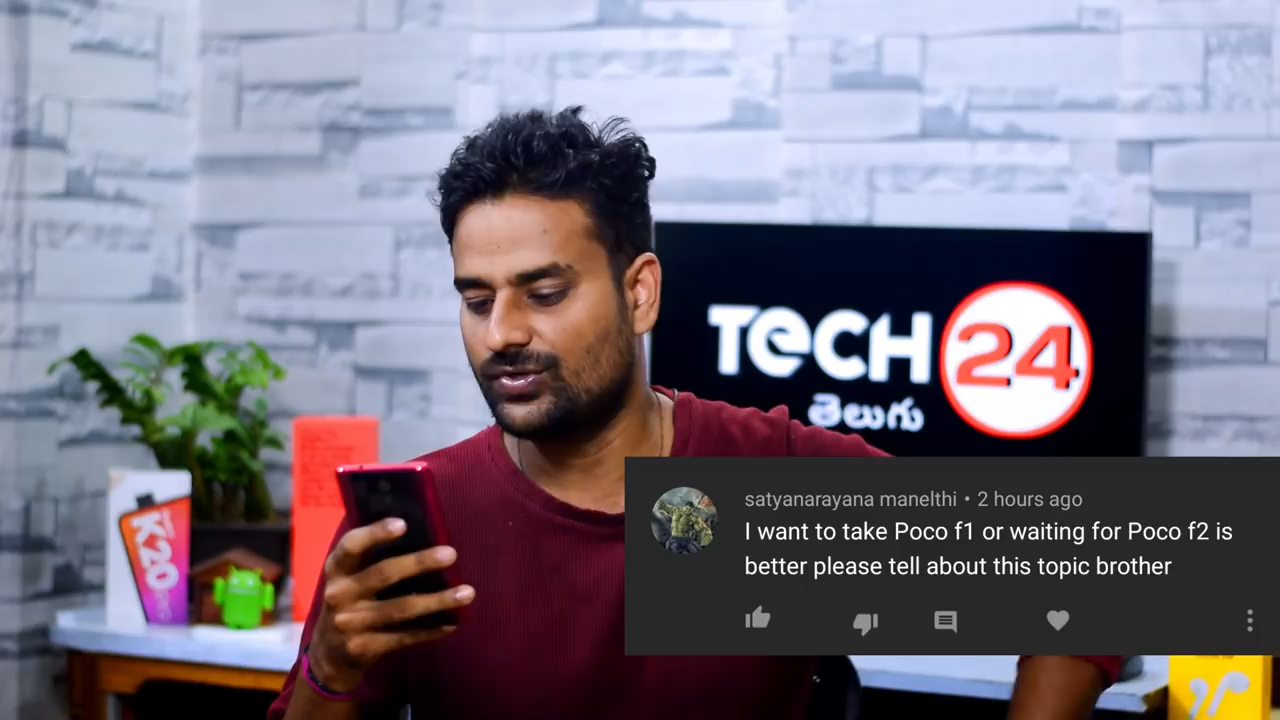 TECH 24
తెలుగు
K20
satyanarayana manelthi • 2 hours ago
I want to take Poco f1 or waiting for Poco f2 is
better please tell about this topic brother